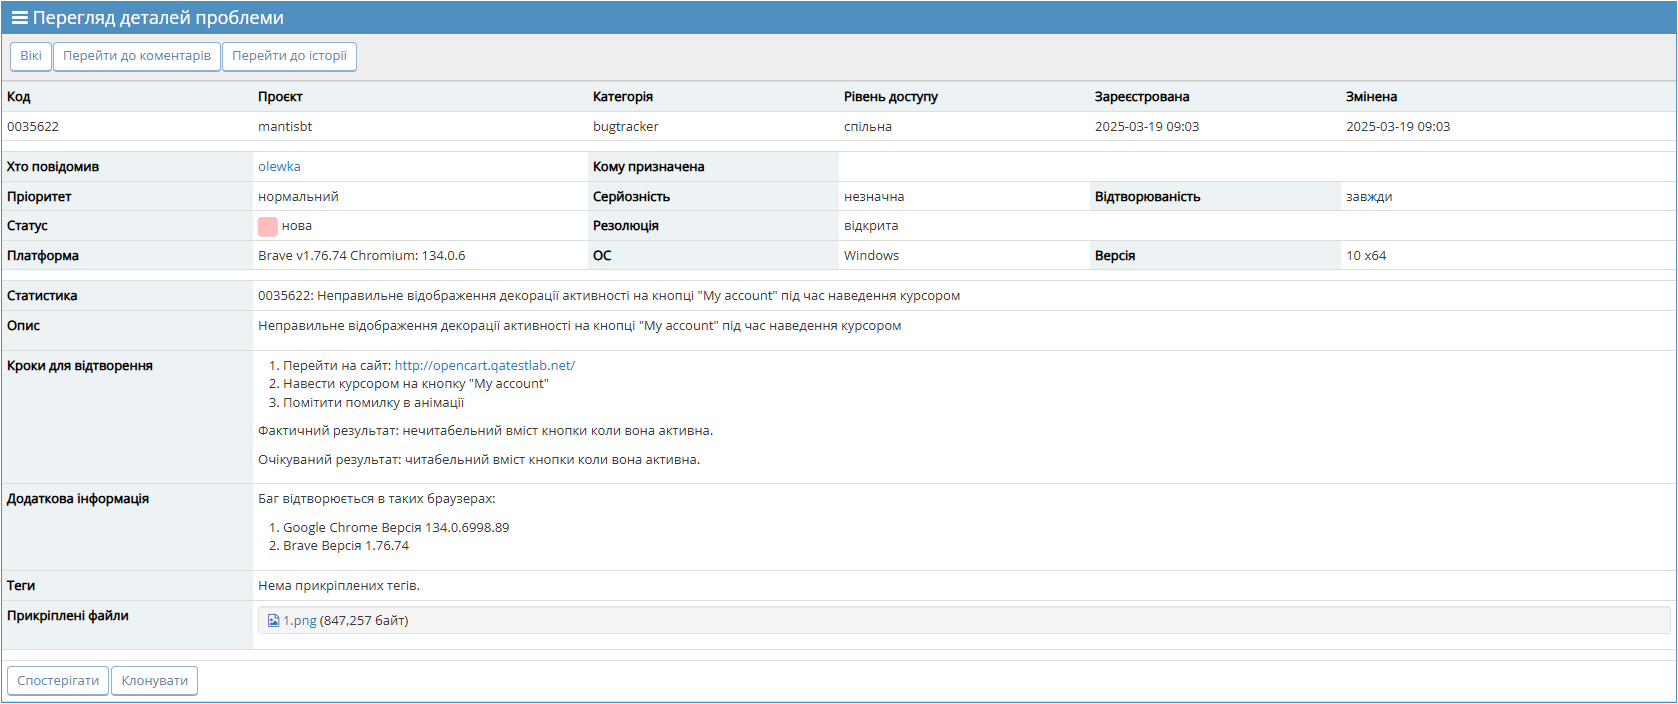 Перегляд деталей проблеми
Вікі Перейти до коментарів Перейти до історії
Код Проєкт Категорія Рівень доступу Зареєстрована Змінена
0035622 mantisbt bugtracker спільна 2025-03-19 09:03 2025-03-19 09:03
Хто повідомив olewka Кому призначена
Пріоритет нормальний Серйозність незначна Відтворюваність завжди
Статус нова Резолюція відкрита
Платформа Brave v1.76.74 Chromium: 134.0.6 ОС Windows Версія 10 x64
Статистика 0035622: Неправильне відображення декорації активності на кнопці "My account" під час наведення курсором
Опис Неправильне відображення декорації активності на кнопці "My account" під час наведення курсором
Кроки для відтворення 1. Перейти на сайт: http://opencart.qatestlab.net/
2. Навести курсором на кнопку "My account"
3. Помітити помилку в анімації
Фактичний результат: нечитабельний вміст кнопки коли вона активна.
Очікуваний результат: читабельний вміст кнопки коли вона активна.
Додаткова інформація Баг відтворюється в таких браузерах:
1. Google Chrome Версія 134.0.6998.89
2. Brave Версія 1.76.74
Теги Нема прикріплених тегів.
Прикріплені файли 1.png (847,257 байт)
Спостерігати Клонувати